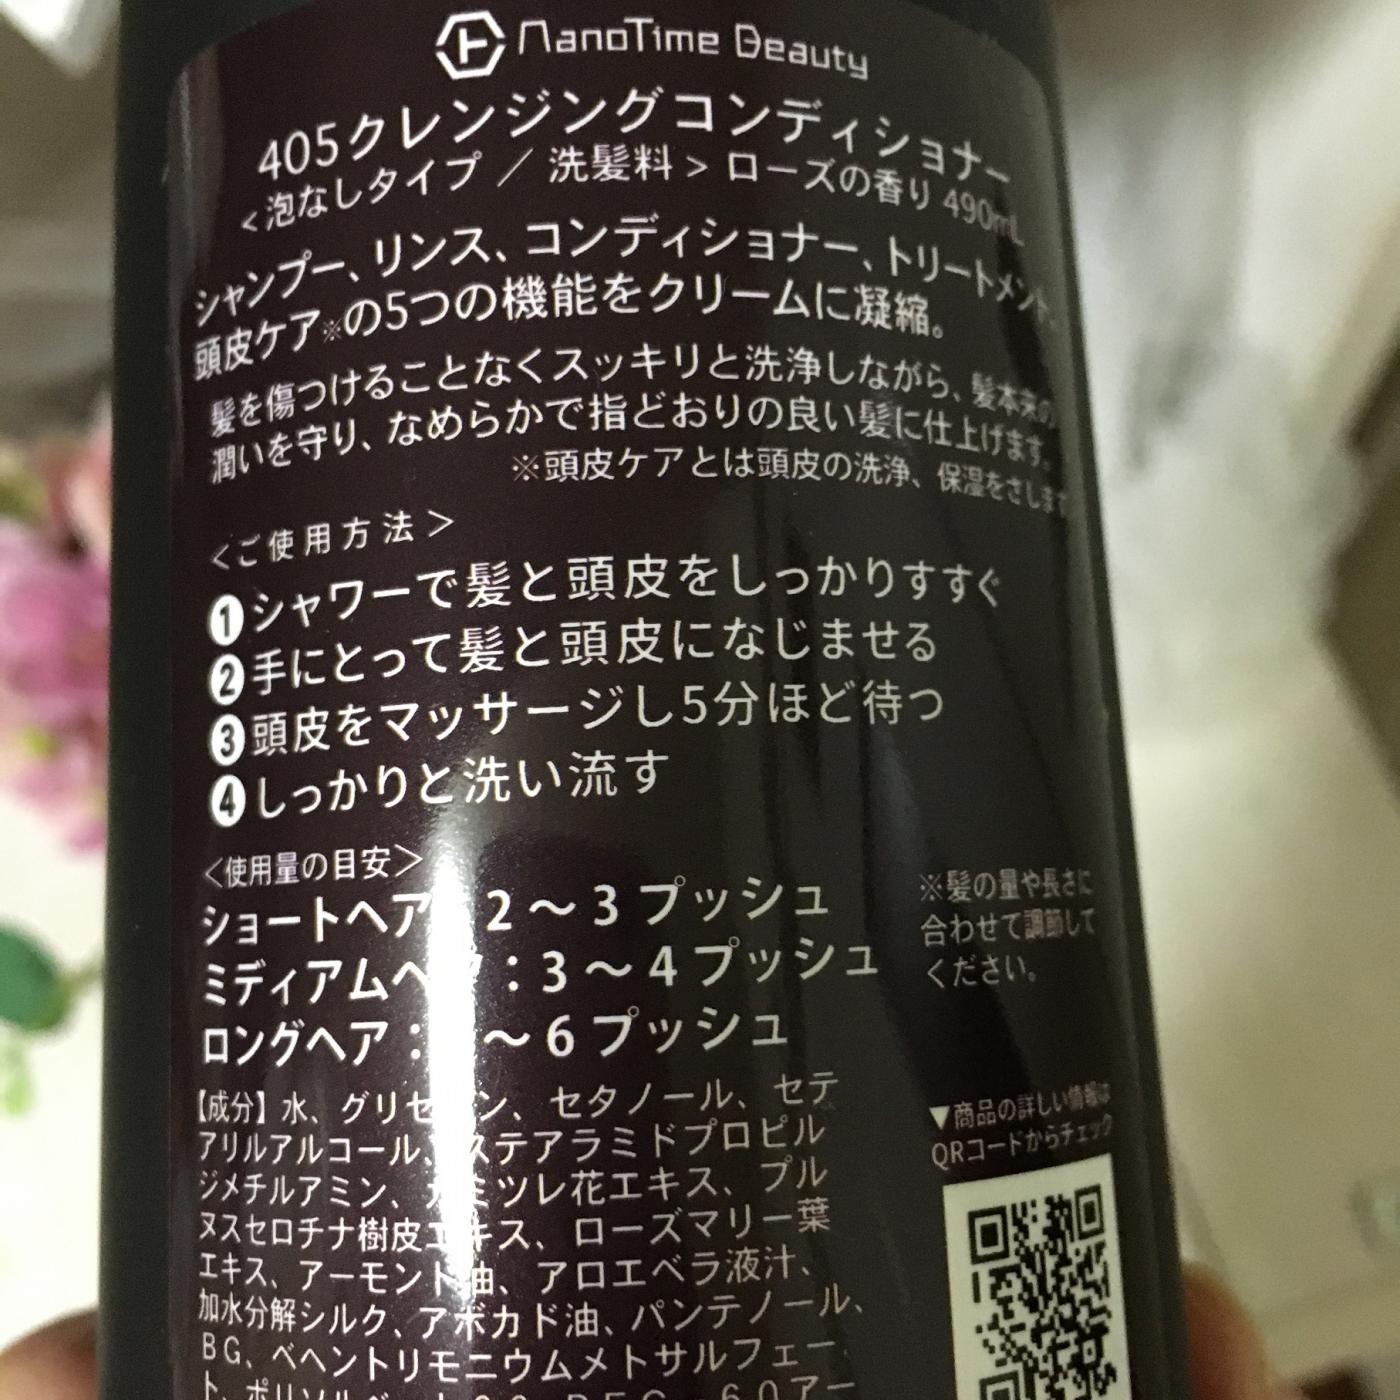 NanoTime Beauty
405クレンジングコンディショナー
<泡なしタイプ / 洗髪料> ローズの香り 490mL
シャンプー、リンス、コンディショナー、トリートメント、
頭皮ケア※の5つの機能をクリームに凝縮。
髪を傷つけることなくスッキリと洗浄しながら、髪本来の
潤いを守り、なめらかで指どおりの良い髪に仕上げます。
※頭皮ケアとは頭皮の洗浄、保湿をさします
<ご使用方法>
❶シャワーで髪と頭皮をしっかりすすぐ
❷手にとって髪と頭皮になじませる
❸頭皮をマッサージし5分ほど待つ
❹しっかりと洗い流す
<使用量の目安>
ショートヘア 2～3プッシュ
ミディアムヘア：3～4プッシュ
ロングヘア： ～6プッシュ
※髪の量や長さに
合わせて調節して
ください。
【成分】水、グリセリン、セタノール、セテ
アリルアルコール、ステアラミドプロピル
ジメチルアミン、カミツレ花エキス、プル
ヌスセロチナ樹皮エキス、ローズマリー葉
エキス、アーモンド油、アロエベラ液汁、
加水分解シルク、アボカド油、パンテノール、
BG、ベヘントリモニウムメトサルフェー
▼商品の詳しい情報は
QRコードからチェック